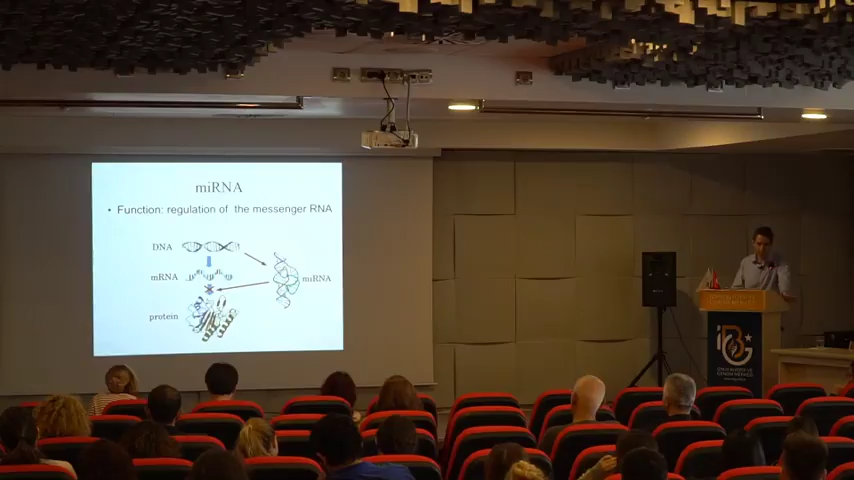 miRNA
• Function: regulation of the messenger RNA
DNA
mRNA
miRNA
protein